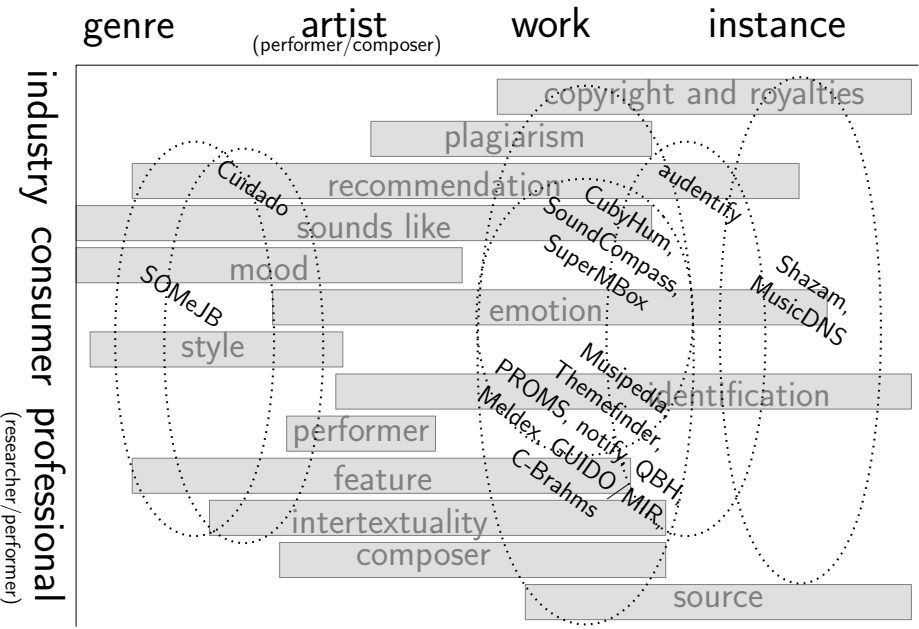 genre artist work instance
(performer/composer)
industry consumer professional
(researcher/performer)
copyright and royalties
plagiarism
recommendation
sounds like
mood
emotion
style
identification
performer
feature
intertextuality
composer
source
Cuidado
SOMeJB
CubyHum,
SoundCompass,
SuperMBox
audentify
Shazam,
MusicDNS
Musipedia,
Themefinder,
PROMS, notify, QBH,
Meldex, GUIDO/MIR,
C-Brahms